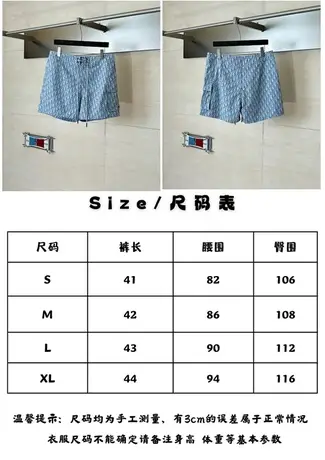 Size/尺码表
尺码 裤长 腰围 臀围
S 41 82 106
M 42 86 108
L 43 90 112
XL 44 94 116
温馨提示: 尺码均为手工测量、有3cm的误差属于正常情况
衣服尺码不能确定请备注身高 体重等基本参数